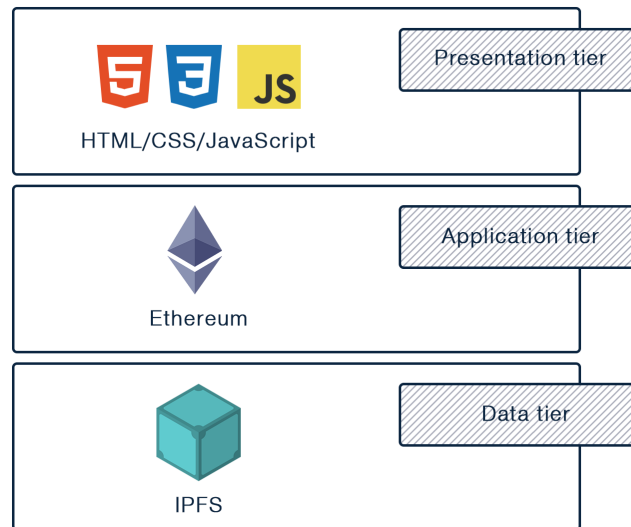 5 3 JS
Presentation tier
HTML/CSS/JavaScript
Application tier
Ethereum
Data tier
IPFS